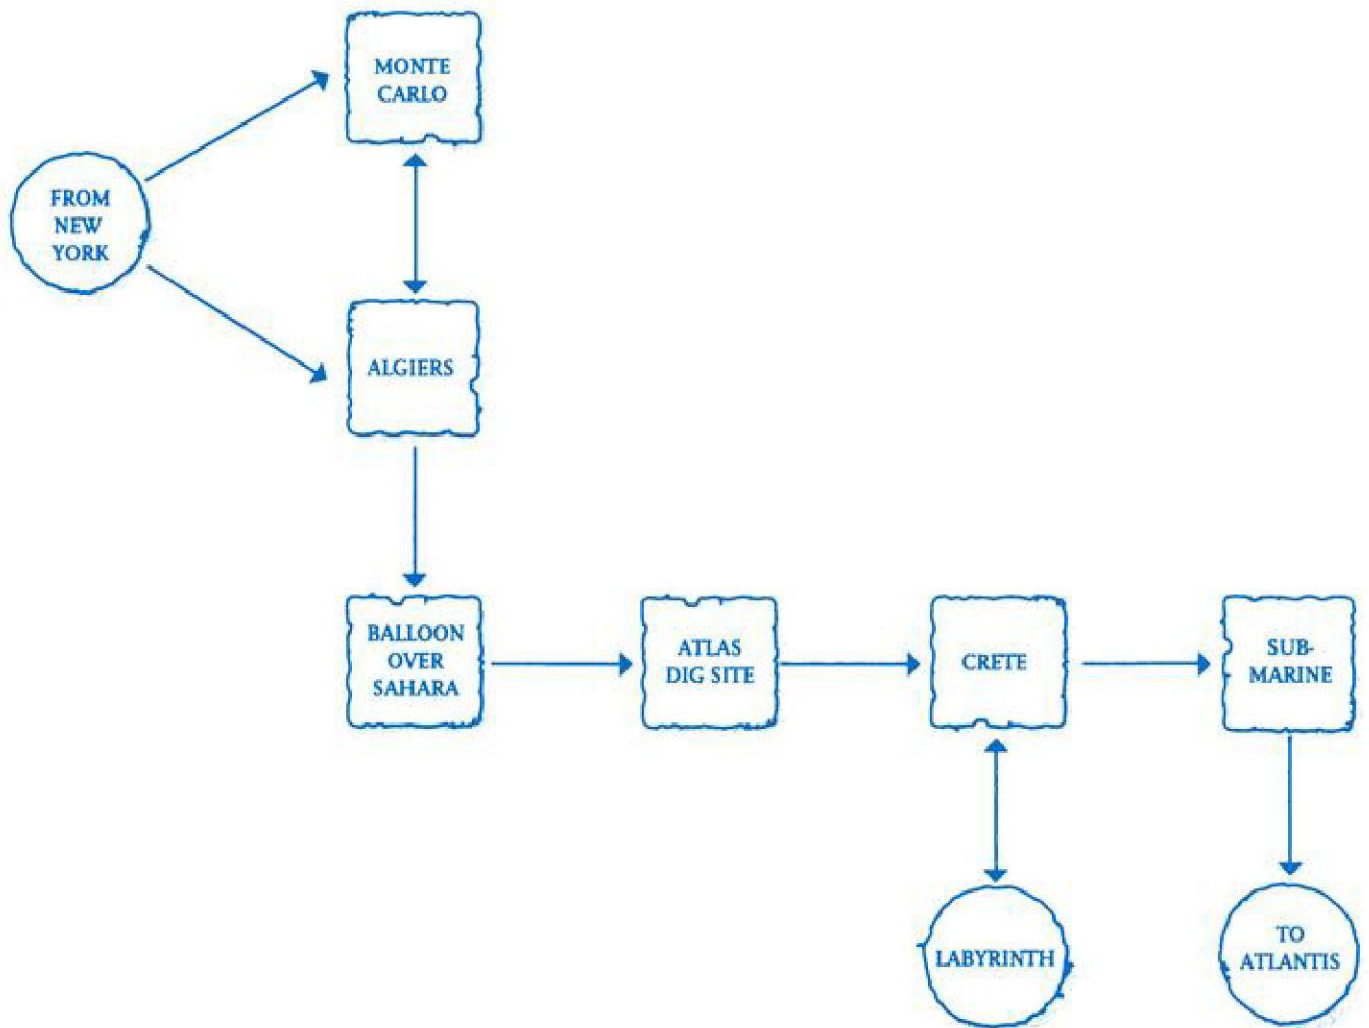 MONTE
CARLO
FROM
NEW
YORK
ALGIERS
BALLOON
OVER
SAHARA
ATLAS
DIG SITE
CRETE
SUB-
MARINE
LABYRINTH
TO
ATLANTIS